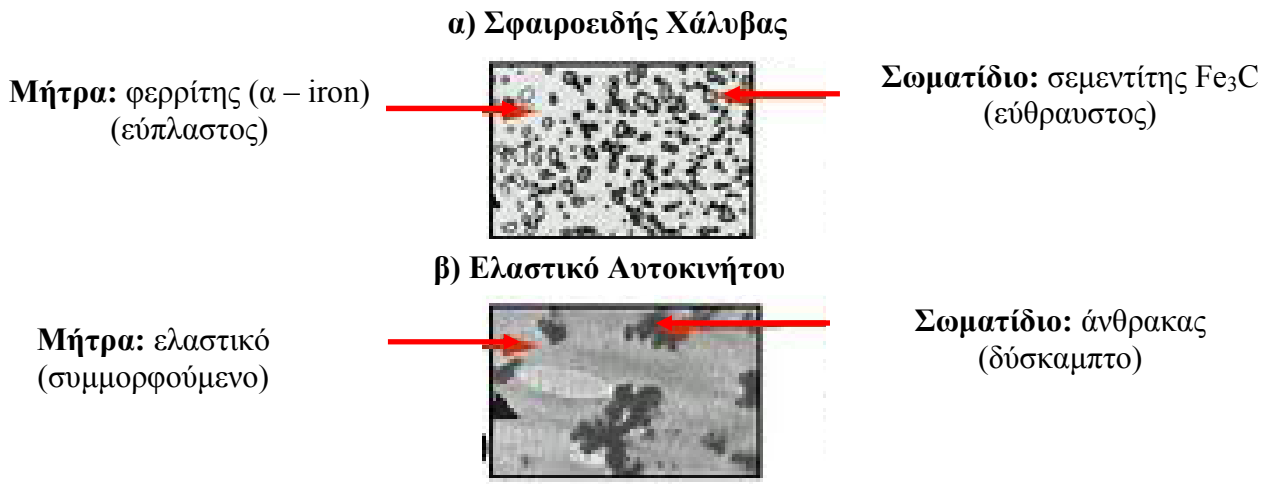 α) Σφαιροειδής Χάλυβας
Μήτρα: φερρίτης (α – iron)
(εύπλαστος)
Σωματίδιο: σεμεντίτης Fe₃C
(εύθραυστος)
β) Ελαστικό Αυτοκινήτου
Μήτρα: ελαστικό
(συμμορφούμενο)
Σωματίδιο: άνθρακας
(δύσκαμπτο)